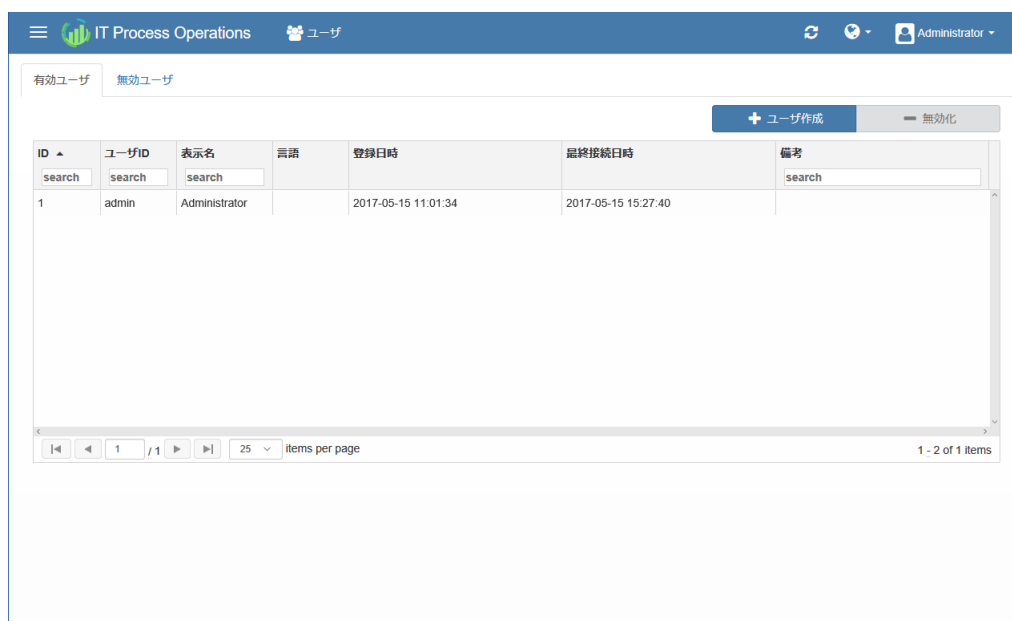 IT Process Operations ユーザ Administrator
有効ユーザ 無効ユーザ
ユーザ作成 無効化
ID ユーザID 表示名 言語 登録日時 最終接続日時 備考
search search search search
1 admin Administrator 2017-05-15 11:01:34 2017-05-15 15:27:40
1 / 1 25 items per page 1 - 2 of 1 items